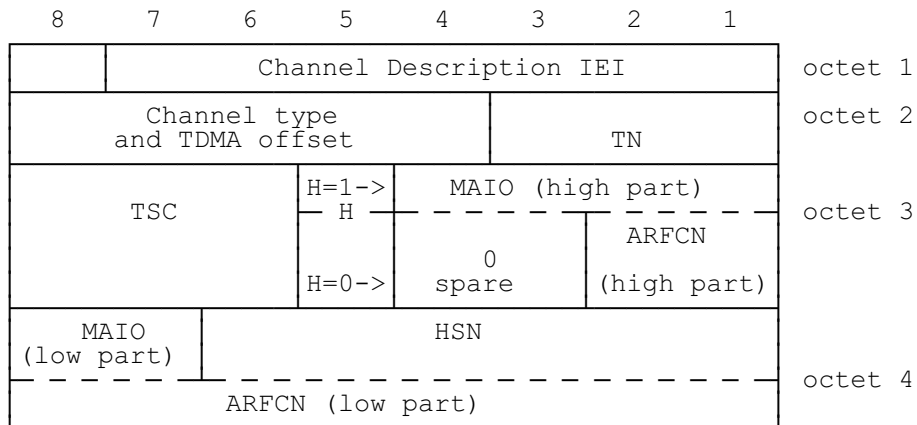 8 7 6 5 4 3 2 1
Channel Description IEI octet 1
Channel type octet 2
and TDMA offset TN
H=1-> MAIO (high part)
TSC H octet 3
ARFCN
0
H=0-> spare (high part)
MAIO HSN
(low part)
octet 4
ARFCN (low part)